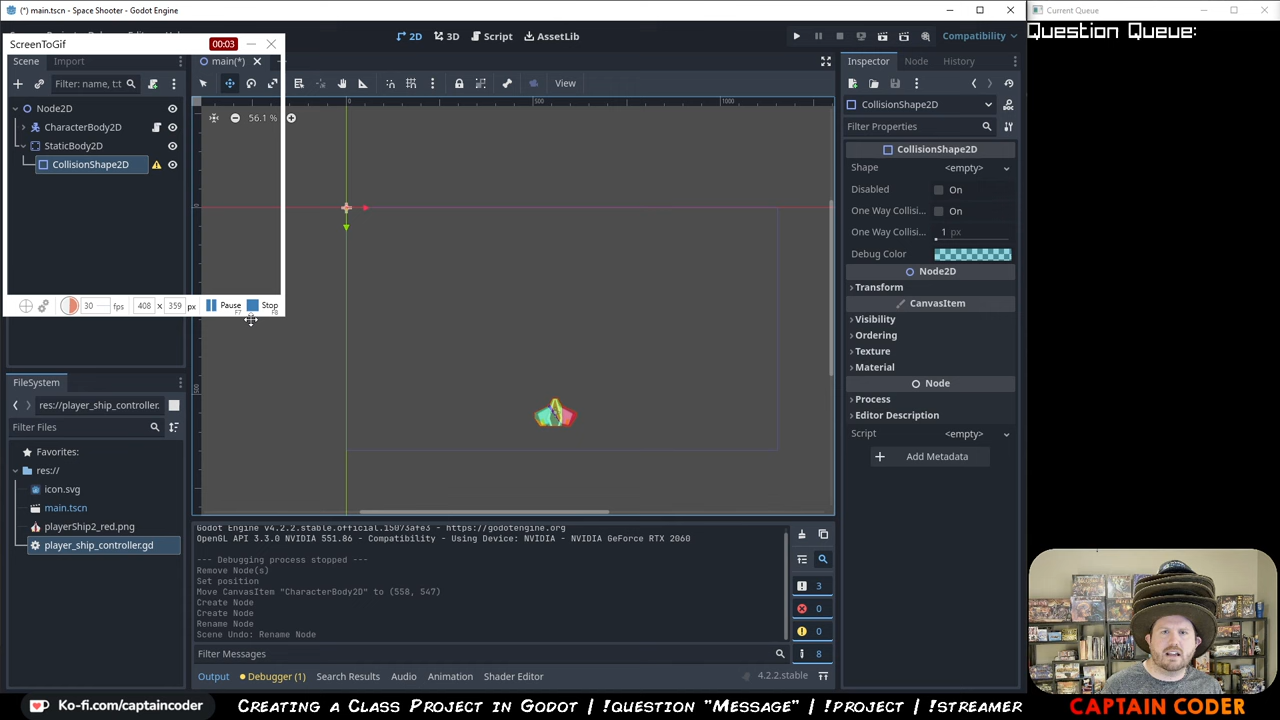 (*) main.tscn - Space Shooter - Godot Engine
Current Queue
Question Queue:
ScreenToGif
00:03
2D
3D
Script
AssetLib
Compatibility
Scene
Import
Filter: name, t:t
Node2D
CharacterBody2D
StaticBody2D
CollisionShape2D
30
fps
408
x
359
px
Pause
F7
Stop
F8
main(*)
View
0
500
1000
56.1 %
0
500
FileSystem
res://player_ship_controller.
Filter Files
Favorites:
res://
icon.svg
main.tscn
playerShip2_red.png
player_ship_controller.gd
Godot Engine v4.2.2.stable.official.15073afe3 - https://godotengine.org
OpenGL API 3.3.0 NVIDIA 551.86 - Compatibility - Using Device: NVIDIA - NVIDIA GeForce RTX 2060
--- Debugging process stopped ---
Remove Node(s)
Set position
Move CanvasItem "CharacterBody2D" to (558, 547)
Create Node
Create Node
Rename Node
Scene Undo: Rename Node
Filter Messages
3
0
0
8
Output
Debugger (1)
Search Results
Audio
Animation
Shader Editor
4.2.2.stable
Inspector
Node
History
CollisionShape2D
Filter Properties
CollisionShape2D
Shape
<empty>
Disabled
On
One Way Collisi...
On
One Way Collisi...
1 px
Debug Color
Node2D
Transform
CanvasItem
Visibility
Ordering
Texture
Material
Node
Process
Editor Description
Script
<empty>
Add Metadata
Ko-fi.com/captaincoder
Creating a Class Project in Godot | !question "Message" | !project | !streamer
Captain Coder